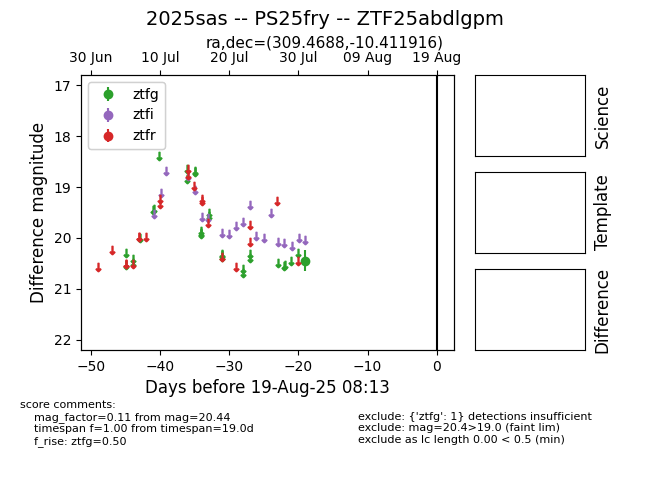 2025sas -- PS25fry -- ZTF25abdlgpm
ra,dec=(309.4688,-10.411916)
30 Jun 10 Jul 20 Jul 30 Jul 09 Aug 19 Aug
ztfg
ztfi
ztfr
17
18
19
20
21
22
Difference magnitude
−50 −40 −30 −20 −10 0
Days before 19-Aug-25 08:13
Science
Template
Difference
score comments:
mag_factor=0.11 from mag=20.44
timespan f=1.00 from timespan=19.0d
f_rise: ztfg=0.50
exclude: {'ztfg': 1} detections insufficient
exclude: mag=20.4>19.0 (faint lim)
exclude as lc length 0.00 < 0.5 (min)